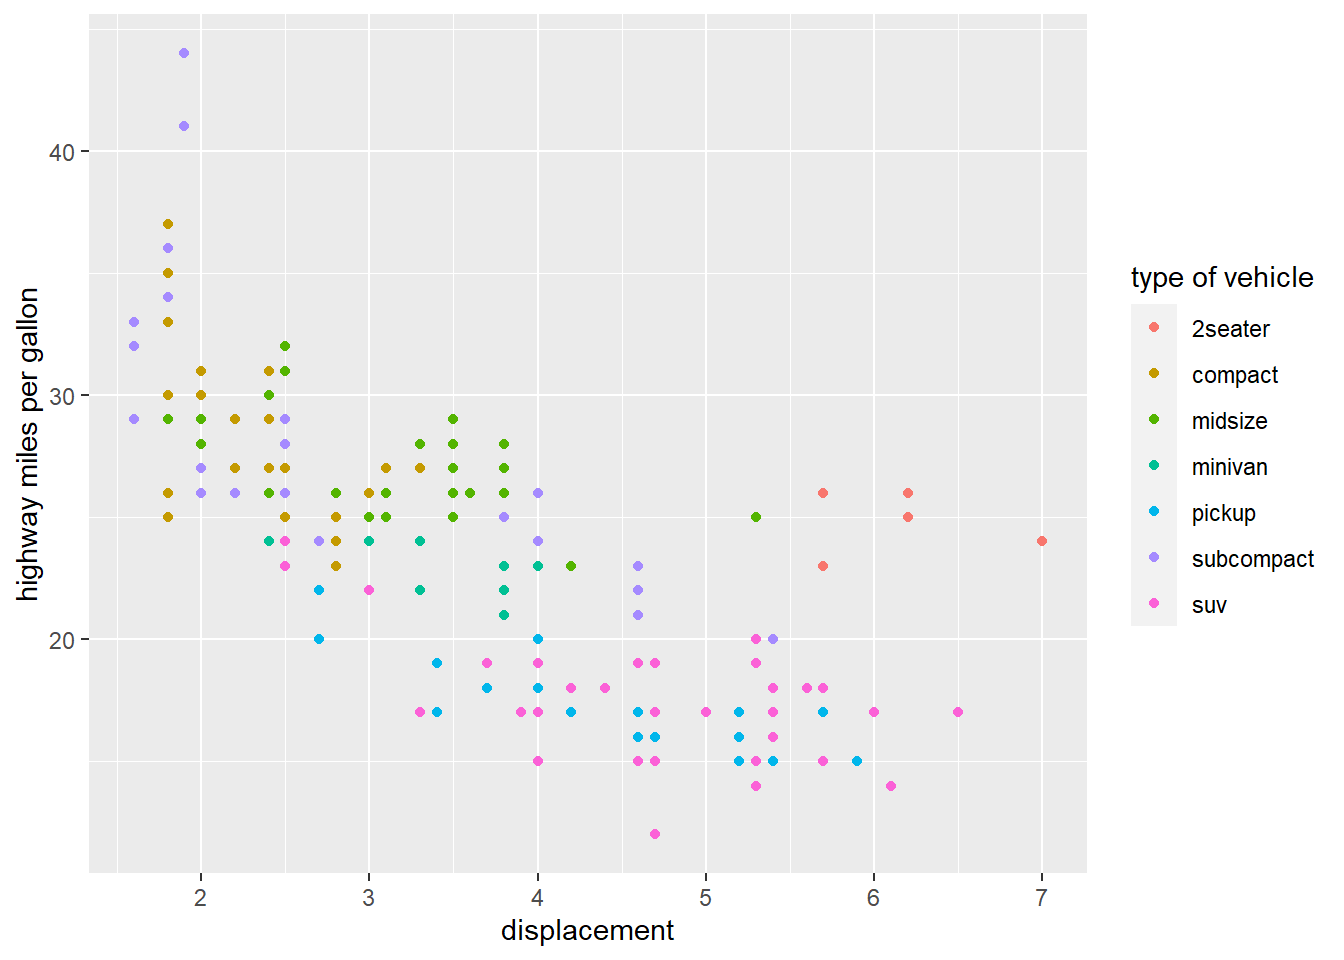 40
30
20
highway miles per gallon
2 3 4 5 6 7
displacement
type of vehicle
2seater
compact
midsize
minivan
pickup
subcompact
suv